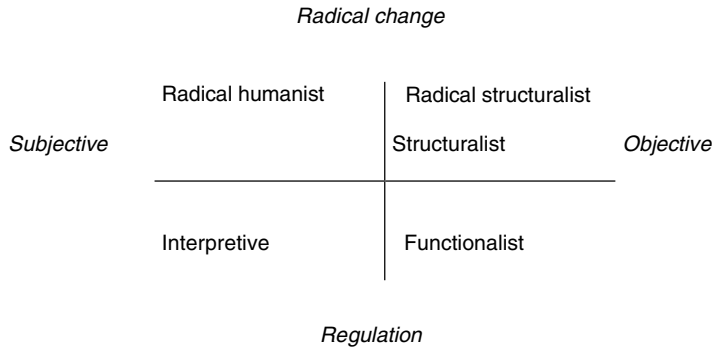 Radical change
Radical humanist Radical structuralist
Subjective Structuralist Objective
Interpretive Functionalist
Regulation